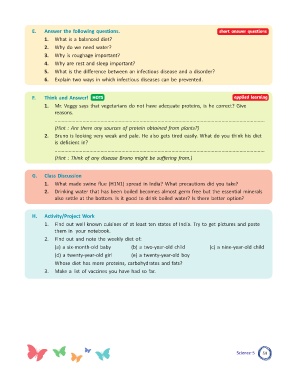 E. Answer the following questions. short answer questions
1. What is a balanced diet?
2. Why do we need water?
3. Why is roughage important?
4. Why are rest and sleep important?
5. What is the difference between an infectious disease and a disorder?
6. Explain two ways in which infectious diseases can be prevented.
F. Think and Answer! HOTS applied learning
1. Mr. Veggy says that vegetarians do not have adequate proteins, is he correct? Give
reasons.
(Hint : Are there any sources of protein obtained from plants?)
2. Bruno is looking very weak and pale. He also gets tired easily. What do you think his diet
is deficient in?
(Hint : Think of any disease Bruno might be suffering from.)
G. Class Discussion
1. What made swine flue (H1N1) spread in India? What precautions did you take?
2. Drinking water that has been boiled becomes almost germ free but the essential minerals
also settle at the bottom. Is it good to drink boiled water? Is there better option?
H. Activity/Project Work
1. Find out well known cuisines of at least ten states of India. Try to get pictures and paste
them in your notebook.
2. Find out and note the weekly diet of:
(a) a six-month-old baby (b) a two-year-old child (c) a nine-year-old child
(d) a twenty-year-old girl (e) a twenty-year-old boy
Whose diet has more proteins, carbohydrates and fats?
3. Make a list of vaccines you have had so far.
Science-5